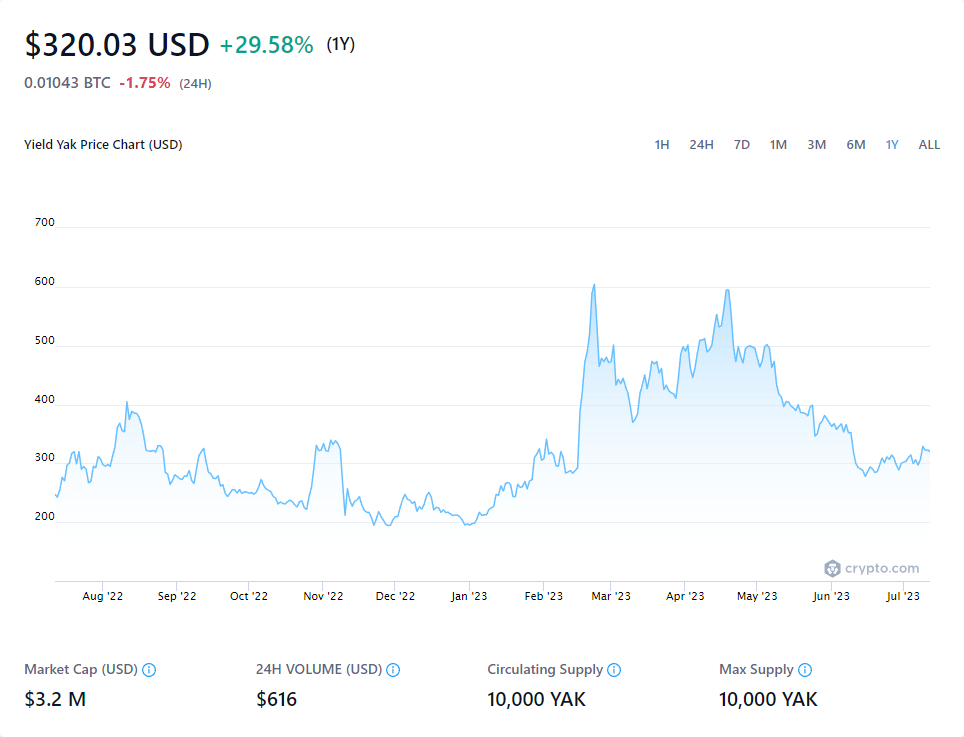 $320.03 USD +29.58% (1Y)
0.01043 BTC -1.75% (24H)
Yield Yak Price Chart (USD) 1H 24H 7D 1M 3M 6M 1Y ALL
700
600
500
400
300
200
crypto.com
Aug '22 Sep '22 Oct '22 Nov '22 Dec '22 Jan '23 Feb '23 Mar '23 Apr '23 May '23 Jun '23 Jul '23
Market Cap (USD) 24H VOLUME (USD) Circulating Supply Max Supply
$3.2 M $616 10,000 YAK 10,000 YAK